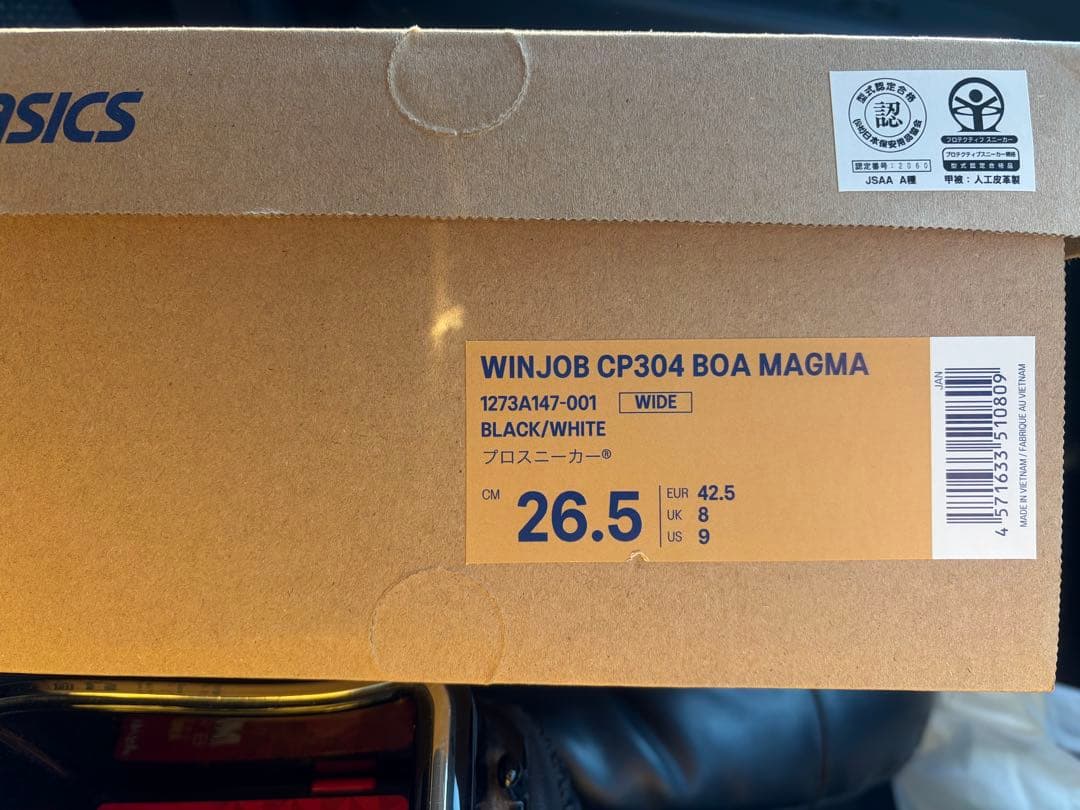 ASICS
型式認定合格
認
(公社)日本保安用品協会
認定番号:2060
JSAA A種
プロテクティブ スニーカー
プロテクティブスニーカー規格
型式認定合格品
甲被:人工皮革製
WINJOB CP304 BOA MAGMA
1273A147-001 WIDE
BLACK/WHITE
プロスニーカー®
CM 26.5
EUR 42.5
UK 8
US 9
JAN
4 571633 510809
MADE IN VIETNAM / FABRIQUE AU VIETNAM